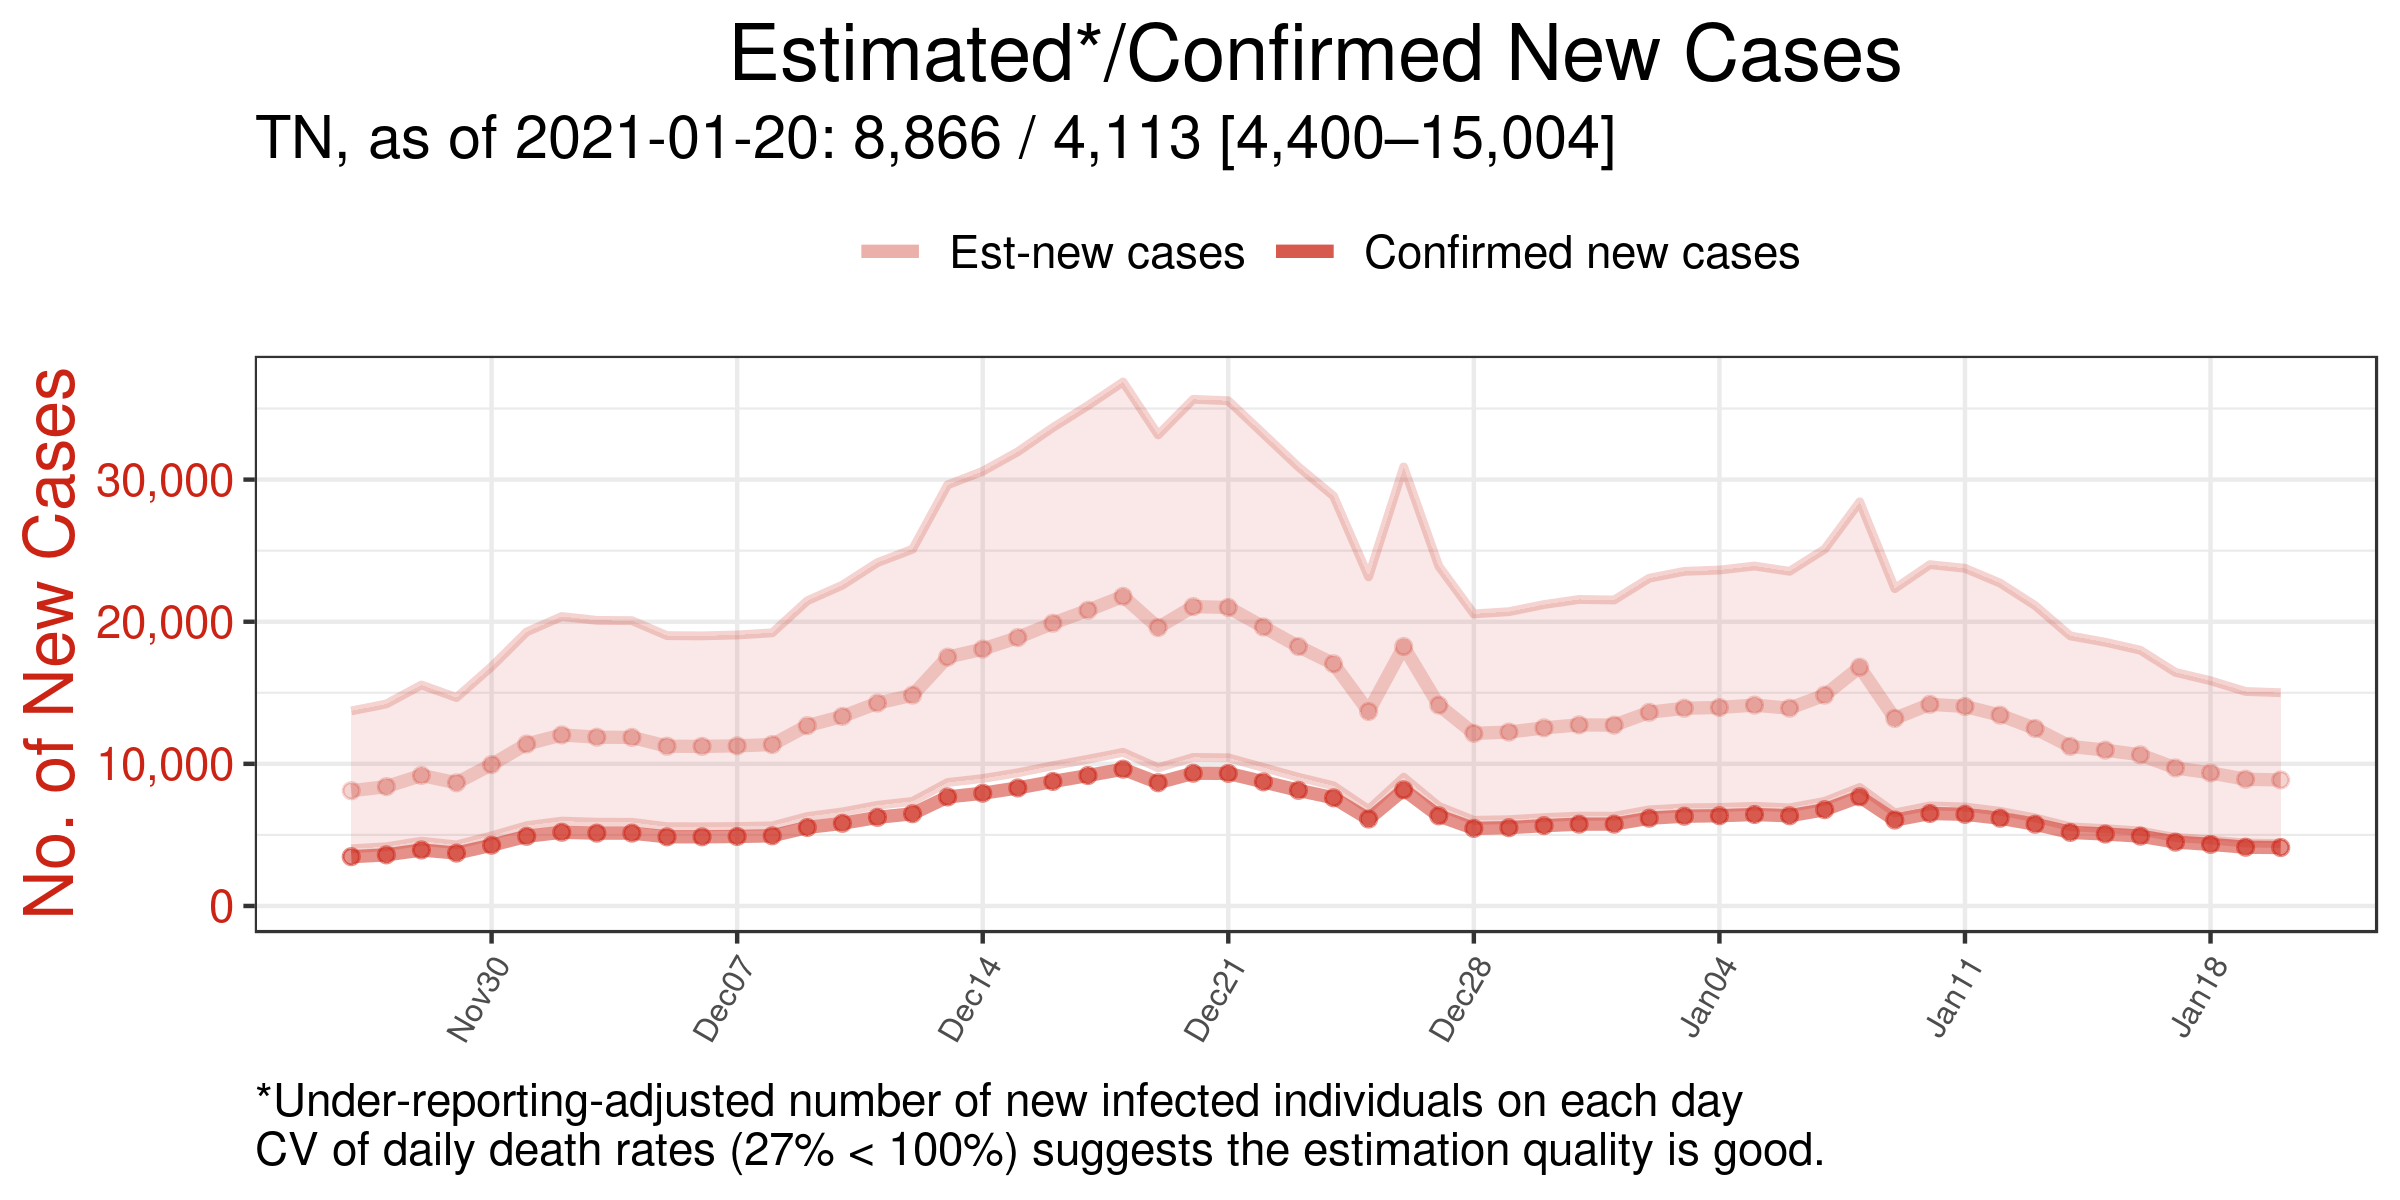 Estimated*/Confirmed New Cases
TN, as of 2021-01-20: 8,866 / 4,113 [4,400–15,004]
Est-new cases
Confirmed new cases
No. of New Cases
30,000
20,000
10,000
0
Nov30
Dec07
Dec14
Dec21
Dec28
Jan04
Jan11
Jan18
*Under-reporting-adjusted number of new infected individuals on each day
CV of daily death rates (27% < 100%) suggests the estimation quality is good.